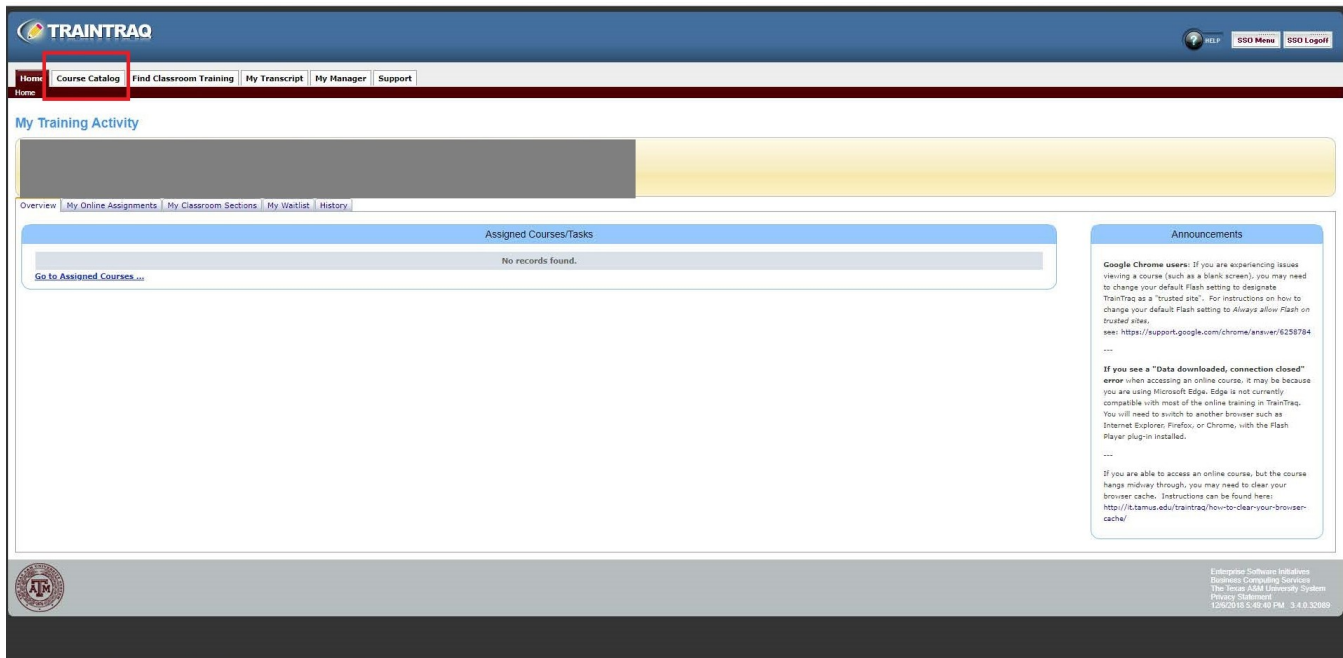 TRAINTRAQ
HELP
SSO Menu
SSO Logoff
Home
Course Catalog
Find Classroom Training
My Transcript
My Manager
Support
Home
My Training Activity
Overview
My Online Assignments
My Classroom Sections
My Waitlist
History
Assigned Courses/Tasks
No records found.
Go to Assigned Courses ...
Announcements
Google Chrome users: If you are experiencing issues
viewing a course (such as a blank screen), you may need
to change your default Flash setting to designate
TrainTraq as a "trusted site". For instructions on how to
change your default Flash setting to Always allow Flash on
trusted sites,
see: https://support.google.com/chrome/answer/6258784
---
If you see a "Data downloaded, connection closed"
error when accessing an online course, it may be because
you are using Microsoft Edge. Edge is not currently
compatible with most of the online training in TrainTraq.
You will need to switch to another browser such as
Internet Explorer, Firefox, or Chrome, with the Flash
Player plug-in installed.
---
If you are able to access an online course, but the course
hangs midway through, you may need to clear your
browser cache. Instructions can be found here:
http://it.tamus.edu/traintraq/how-to-clear-your-browser-
cache/
ATM
Enterprise Software Initiatives
Business Computing Services
The Texas A&M University System
Privacy Statement
12/6/2018 5:49:40 PM 3.4.0.32089